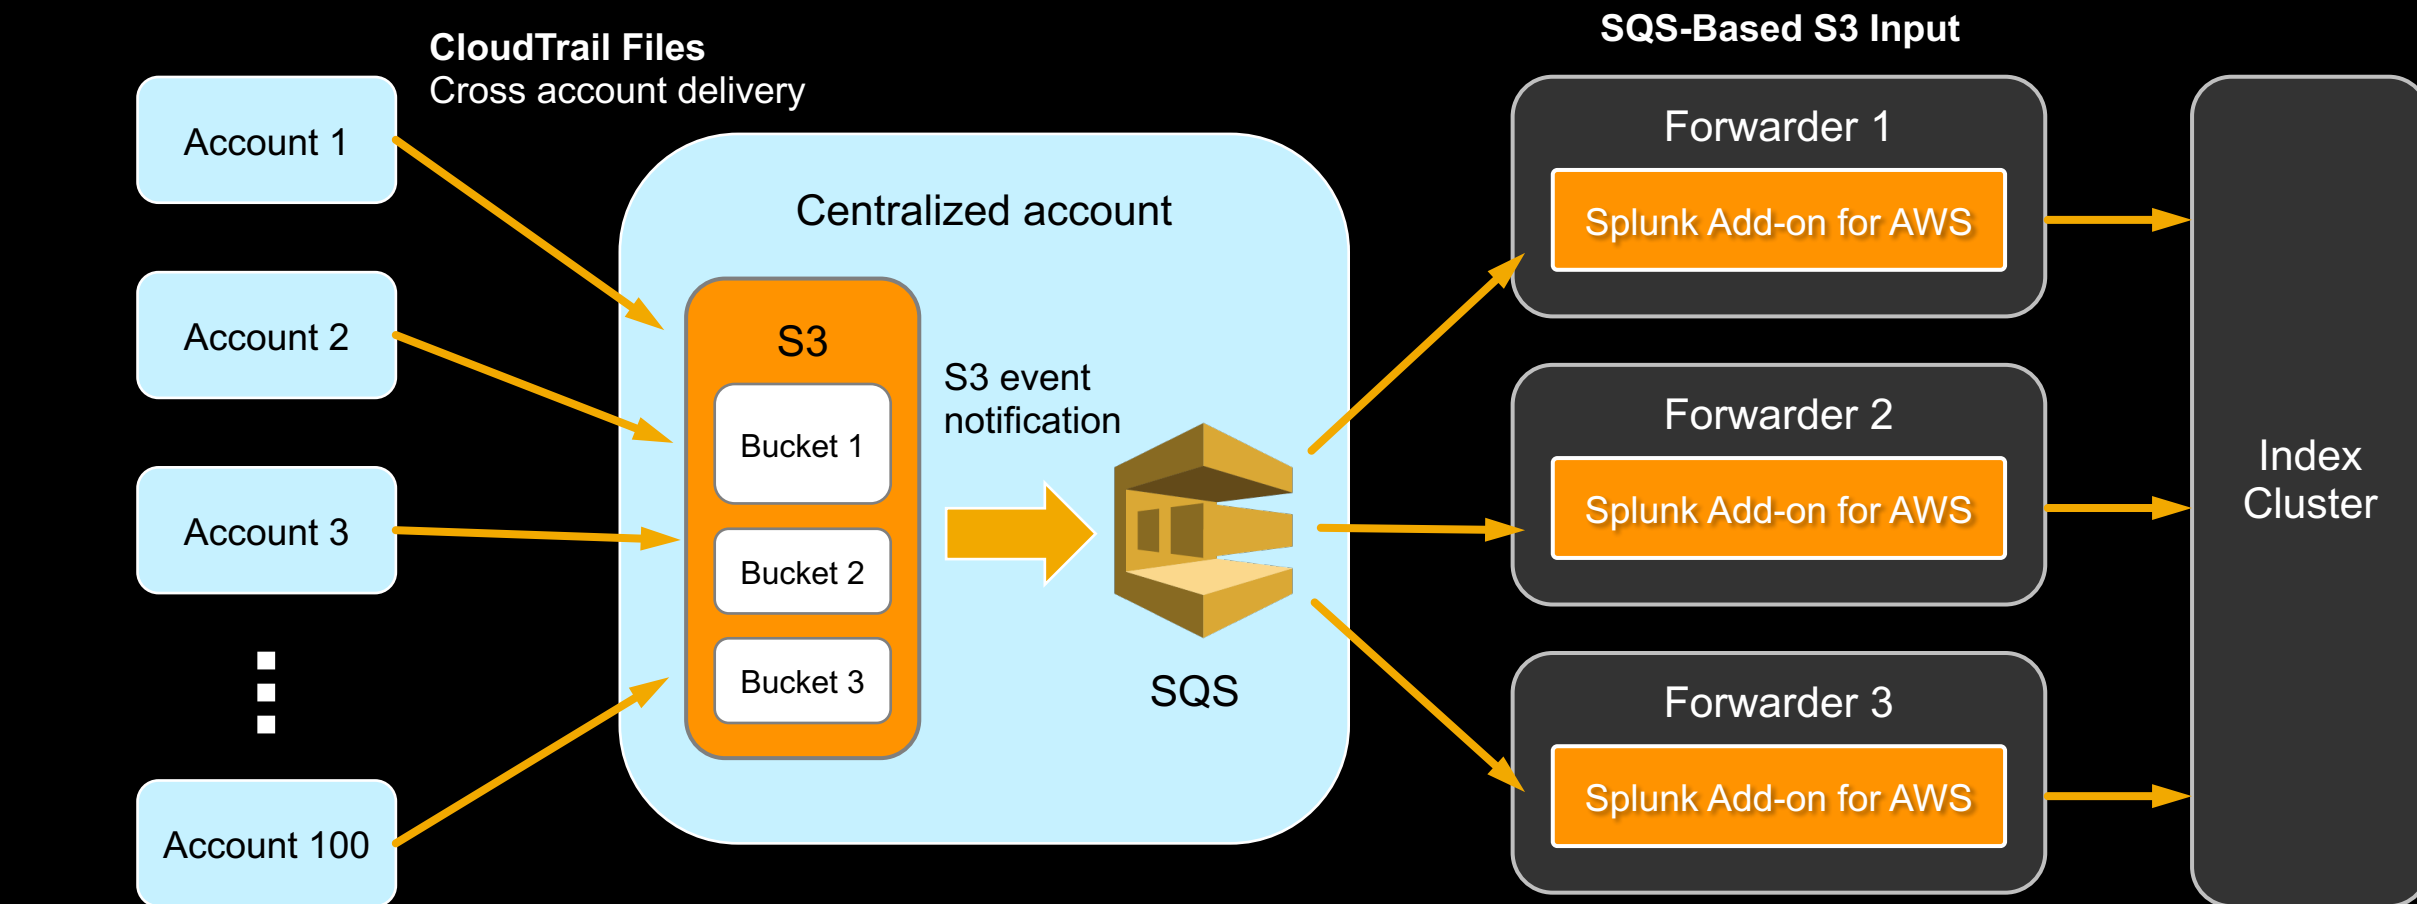 CloudTrail Files
Cross account delivery
SQS-Based S3 Input
Account 1
Account 2
Account 3
Account 100
Centralized account
S3
Bucket 1
Bucket 2
Bucket 3
S3 event
notification
SQS
Forwarder 1
Splunk Add-on for AWS
Forwarder 2
Splunk Add-on for AWS
Forwarder 3
Splunk Add-on for AWS
Index
Cluster